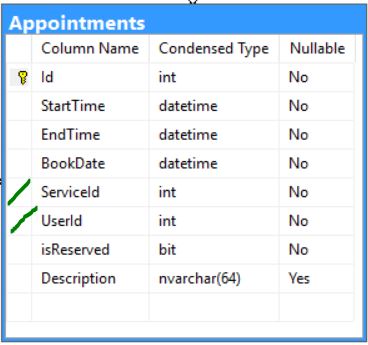 Appointments
Column Name Condensed Type Nullable
Id int No
StartTime datetime No
EndTime datetime No
BookDate datetime No
ServiceId int No
UserId int No
isReserved bit No
Description nvarchar(64) Yes